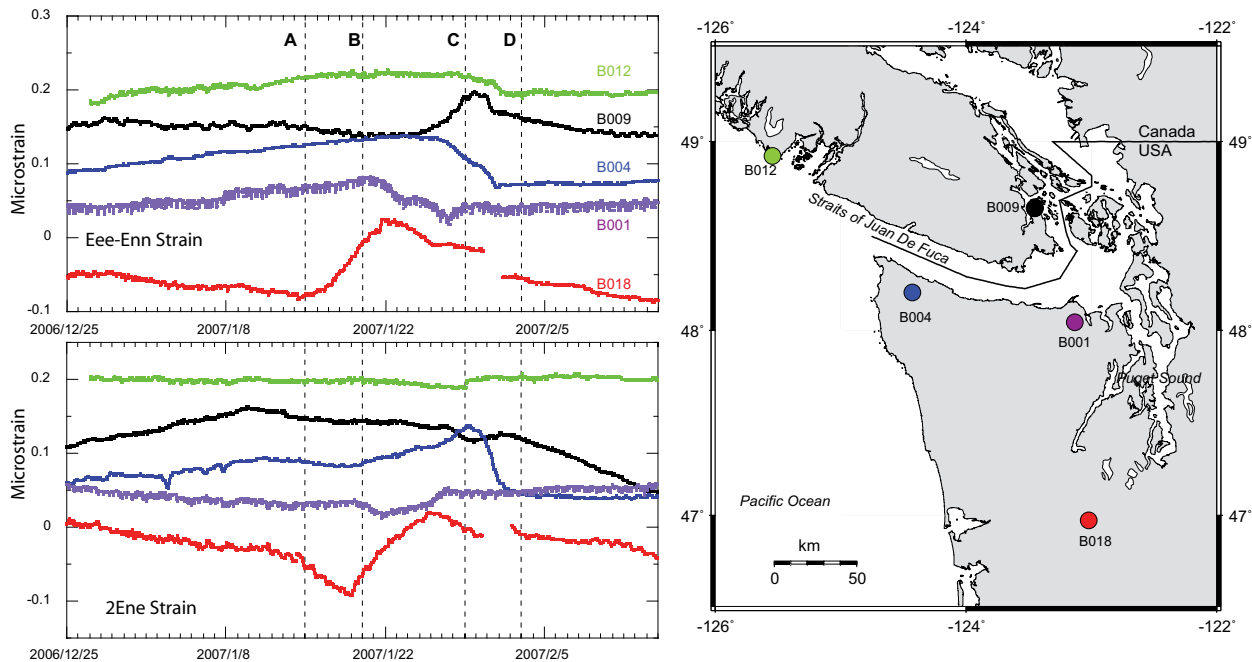 0.3
0.2
0.1
0
-0.1
Microstrain
A
B
C
D
B012
B009
B004
B001
B018
Eee-Enn Strain
2006/12/25
2007/1/8
2007/1/22
2007/2/5
0.2
0.1
0
-0.1
Microstrain
2Ene Strain
2006/12/25
2007/1/8
2007/1/22
2007/2/5
-126˚
-124˚
-122˚
49˚
49˚
48˚
48˚
47˚
47˚
Canada
USA
B012
B009
Straits of Juan De Fuca
B004
B001
Puget Sound
Pacific Ocean
B018
km
0
50
-126˚
-124˚
-122˚